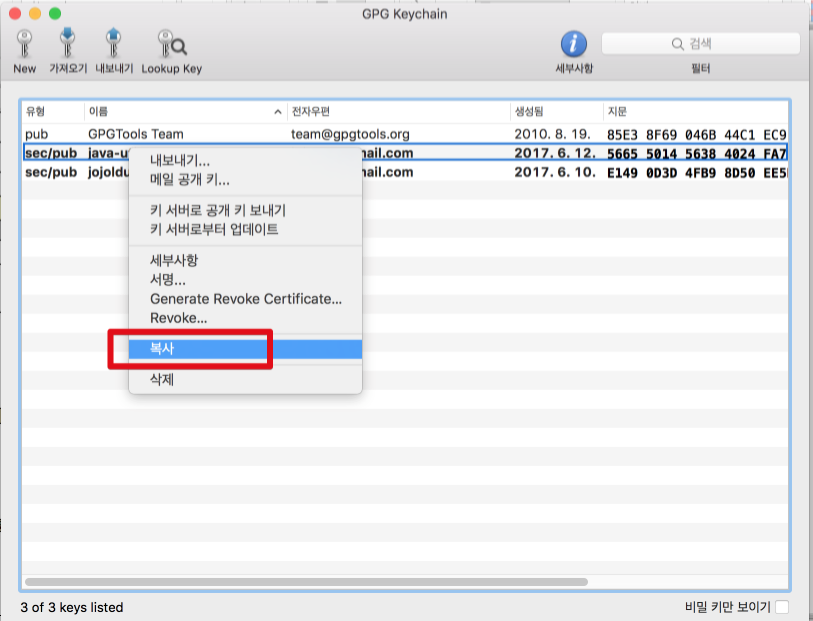 GPG Keychain
New 가져오기 내보내기 Lookup Key 세부사항 검색 필터
유형 이름 전자우편 생성됨 지문
pub GPGTools Team team@gpgtools.org 2010. 8. 19. 85E3 8F69 046B 44C1 EC9
sec/pub java-u mail.com 2017. 6. 12. 5665 5014 5638 4024 FA7
sec/pub jojoldu mail.com 2017. 6. 10. E149 0D3D 4FB9 8D50 EE5
내보내기...
메일 공개 키...
키 서버로 공개 키 보내기
키 서버로부터 업데이트
세부사항
서명...
Generate Revoke Certificate...
Revoke...
복사
삭제
3 of 3 keys listed 비밀 키만 보이기